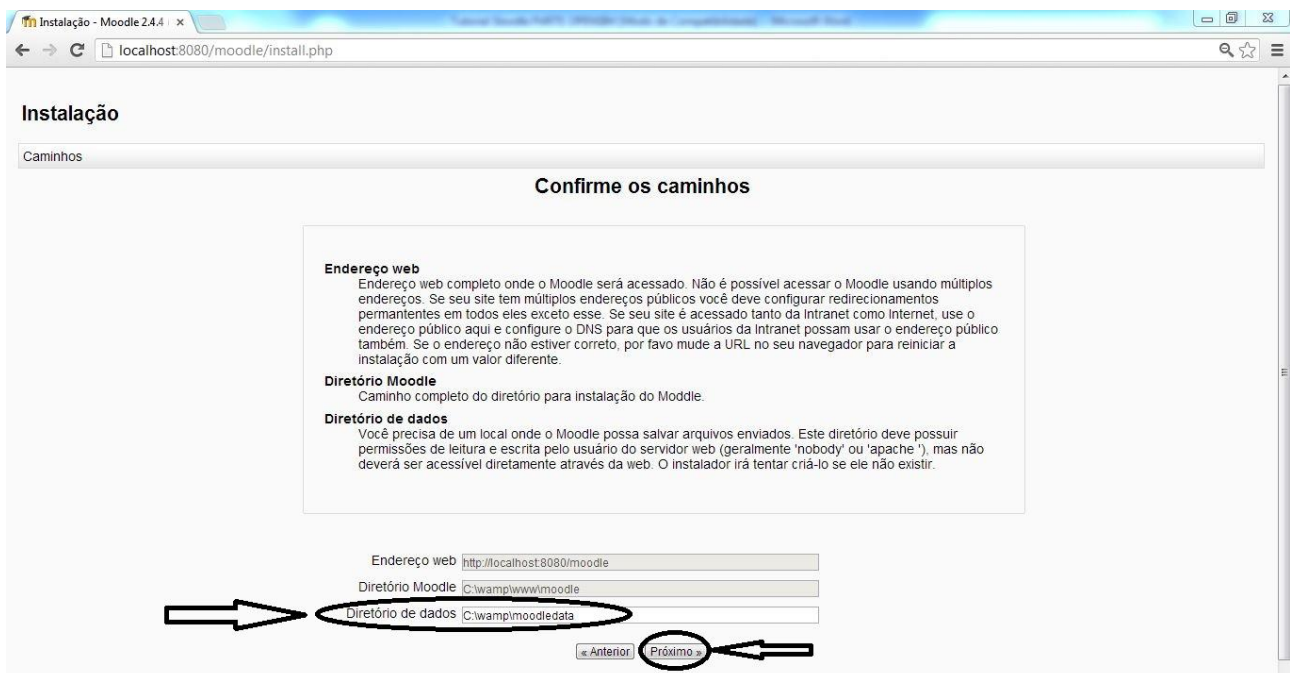 Instalação - Moodle 2.4.4
localhost:8080/moodle/install.php
Instalação
Caminhos
Confirme os caminhos
Endereço web
Endereço web completo onde o Moodle será acessado. Não é possível acessar o Moodle usando múltiplos
endereços. Se seu site tem múltiplos endereços públicos você deve configurar redirecionamentos
permantentes em todos eles exceto esse. Se seu site é acessado tanto da Intranet como Internet, use o
endereço público aqui e configure o DNS para que os usuários da Intranet possam usar o endereço público
também. Se o endereço não estiver correto, por favo mude a URL no seu navegador para reiniciar a
instalação com um valor diferente.
Diretório Moodle
Caminho completo do diretório para instalação do Moddle.
Diretório de dados
Você precisa de um local onde o Moodle possa salvar arquivos enviados. Este diretório deve possuir
permissões de leitura e escrita pelo usuário do servidor web (geralmente 'nobody' ou 'apache '), mas não
deverá ser acessível diretamente através da web. O instalador irá tentar criá-lo se ele não existir.
Endereço web http://localhost:8080/moodle
Diretório Moodle C:\wamp\www\moodle
Diretório de dados C:\wamp\moodledata
« Anterior Próximo »